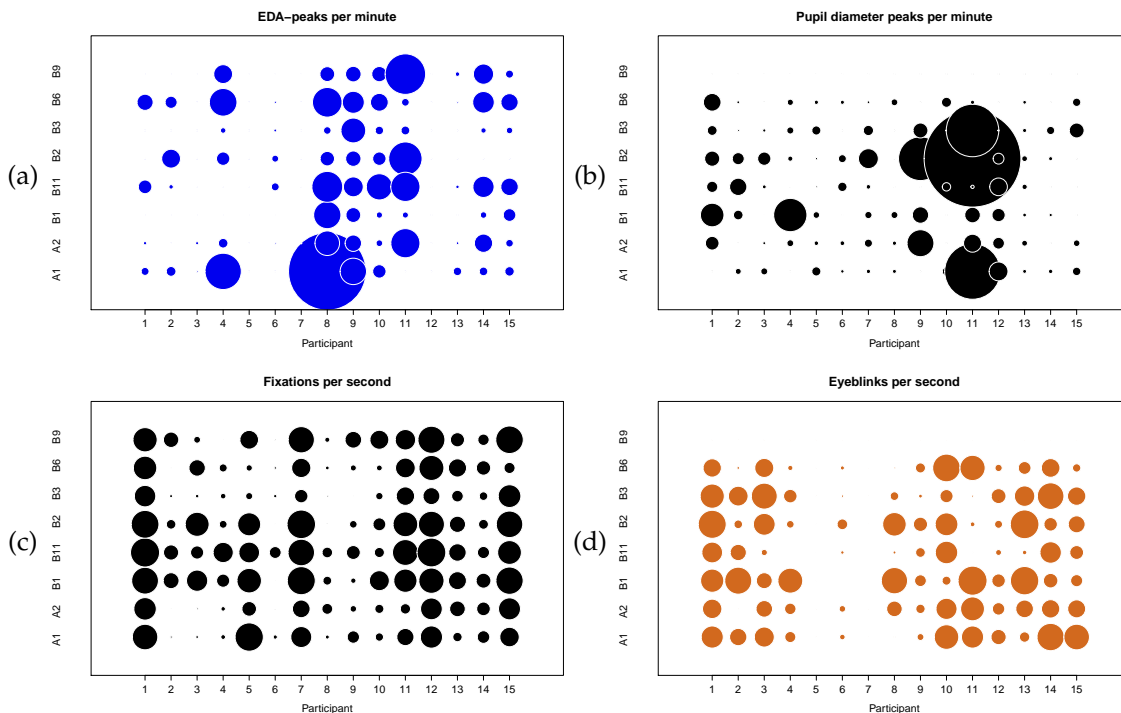 EDA−peaks per minute
B9
B6
B3
B2
B11
B1
A2
A1
(a)
1 2 3 4 6 7 8 9 10 11 13 14 15
Participant
Pupil diameter peaks per minute
B9
B6
B3
B2
B11
B1
A2
A1
(b)
1 2 3 4 5 6 7 8 9 10 11 12 13 14 15
Participant
Fixations per second
B9
B6
B3
B2
B11
B1
A2
A1
(c)
1 2 3 4 5 6 7 8 9 10 11 12 13 14 15
Participant
Eyeblinks per second
B9
B6
B3
B2
B11
B1
A2
A1
(d)
1 2 3 4 6 8 9 10 11 12 13 14 15
Participant